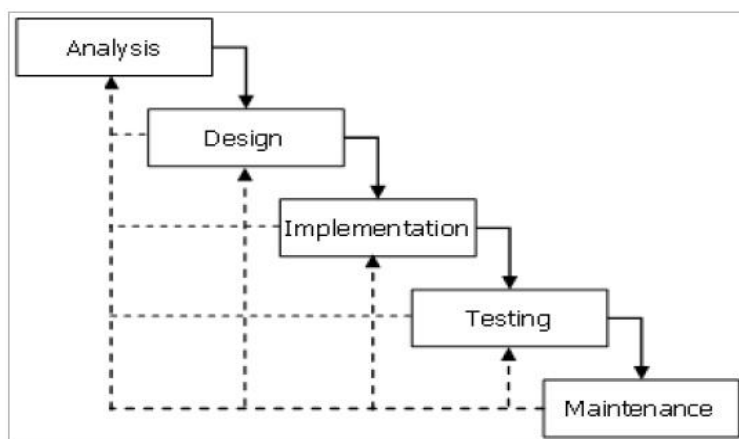 Analysis
Design
Implementation
Testing
Maintenance